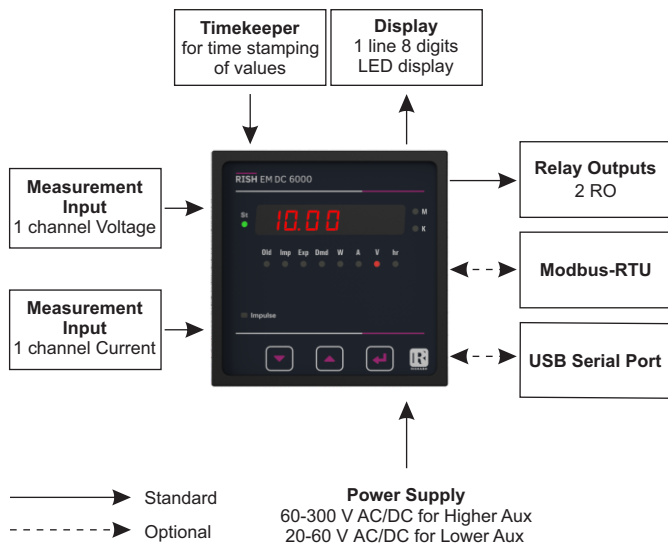 Timekeeper
for time stamping
of values
Display
1 line 8 digits
LED display
RISH EM DC 6000
Measurement
Input
1 channel Voltage
St
10.00
M
K
Old Imp Exp Dmd W A V hr
Relay Outputs
2 RO
Modbus-RTU
Measurement
Input
1 channel Current
Impulse
USB Serial Port
R
Standard
Optional
Power Supply
60-300 V AC/DC for Higher Aux
20-60 V AC/DC for Lower Aux